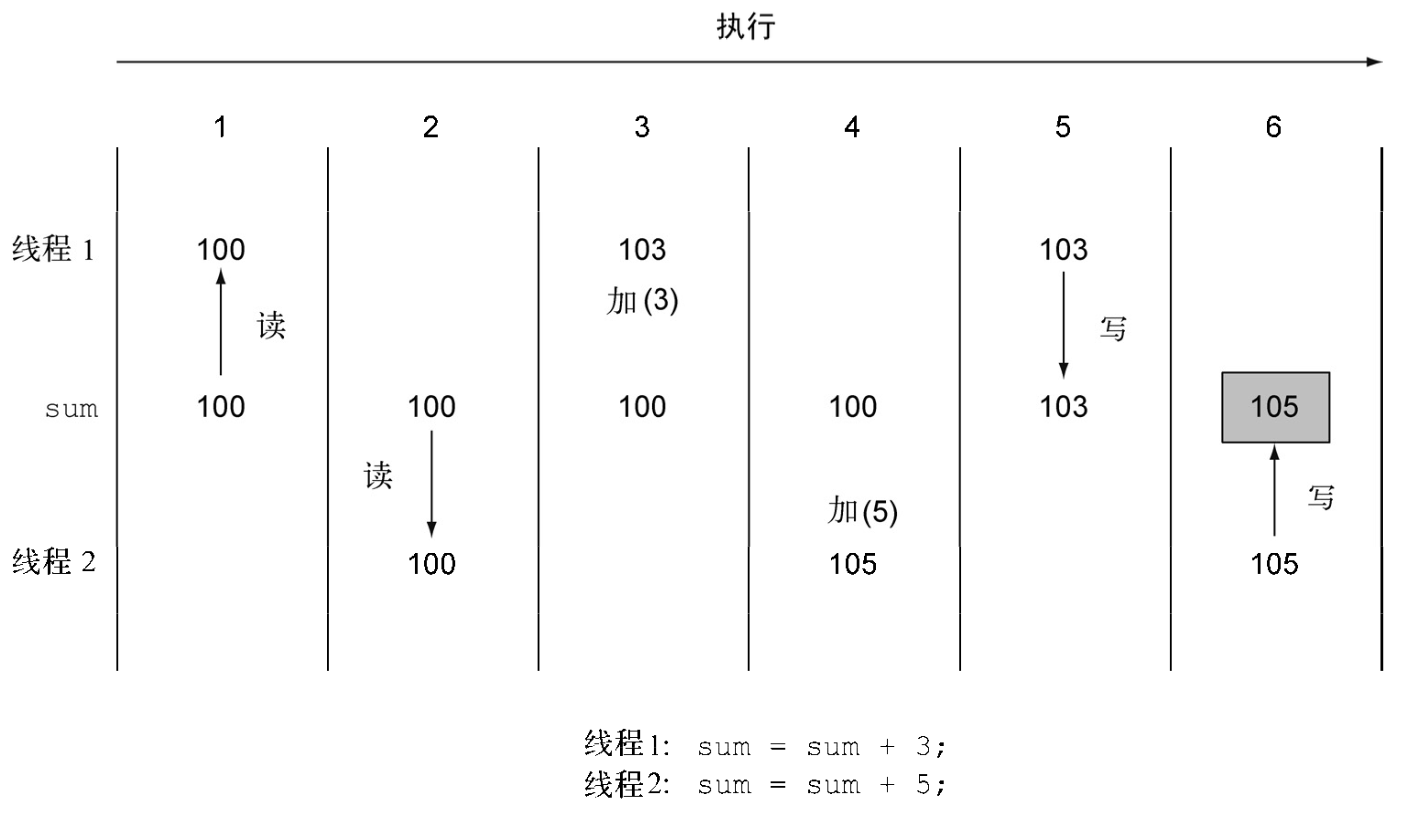 执行
1 2 3 4 5 6
线程 1 100 103 103
加(3)
读 写
sum 100 100 100 100 103 105
读 写
加(5)
线程 2 100 105 105
线程1: sum = sum + 3;
线程2: sum = sum + 5;